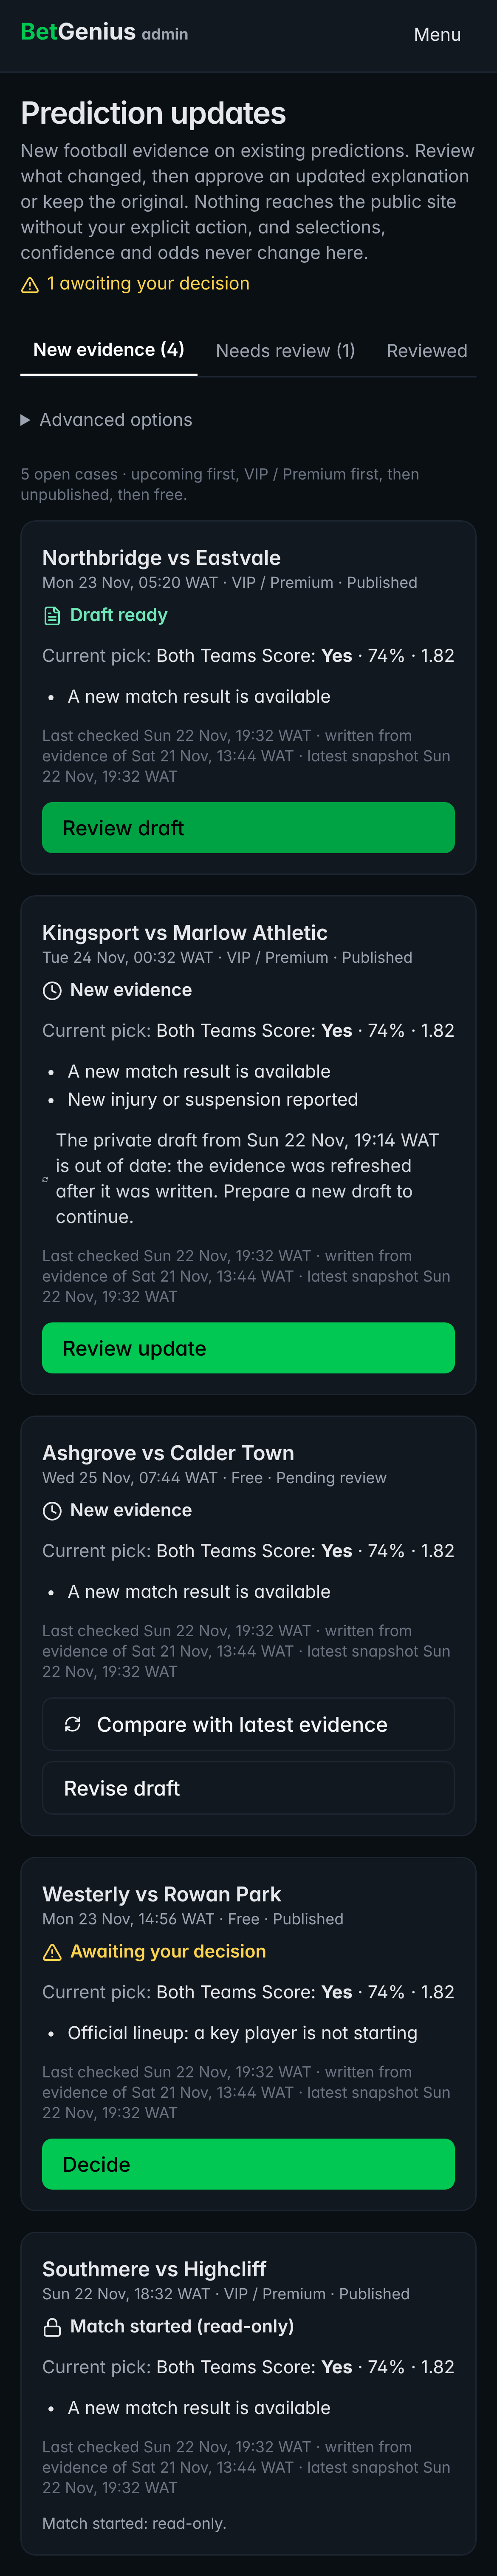 BetGenius admin
Menu
Prediction updates
New football evidence on existing predictions. Review
what changed, then approve an updated explanation
or keep the original. Nothing reaches the public site
without your explicit action, and selections,
confidence and odds never change here.
1 awaiting your decision
New evidence (4)
Needs review (1)
Reviewed
Advanced options
5 open cases · upcoming first, VIP / Premium first, then
unpublished, then free.
Northbridge vs Eastvale
Mon 23 Nov, 05:20 WAT · VIP / Premium · Published
Draft ready
Current pick: Both Teams Score: Yes · 74% · 1.82
• A new match result is available
Last checked Sun 22 Nov, 19:32 WAT · written from
evidence of Sat 21 Nov, 13:44 WAT · latest snapshot Sun
22 Nov, 19:32 WAT
Review draft
Kingsport vs Marlow Athletic
Tue 24 Nov, 00:32 WAT · VIP / Premium · Published
New evidence
Current pick: Both Teams Score: Yes · 74% · 1.82
• A new match result is available
• New injury or suspension reported
The private draft from Sun 22 Nov, 19:14 WAT
is out of date: the evidence was refreshed
after it was written. Prepare a new draft to
continue.
Last checked Sun 22 Nov, 19:32 WAT · written from
evidence of Sat 21 Nov, 13:44 WAT · latest snapshot Sun
22 Nov, 19:32 WAT
Review update
Ashgrove vs Calder Town
Wed 25 Nov, 07:44 WAT · Free · Pending review
New evidence
Current pick: Both Teams Score: Yes · 74% · 1.82
• A new match result is available
Last checked Sun 22 Nov, 19:32 WAT · written from
evidence of Sat 21 Nov, 13:44 WAT · latest snapshot Sun
22 Nov, 19:32 WAT
Compare with latest evidence
Revise draft
Westerly vs Rowan Park
Mon 23 Nov, 14:56 WAT · Free · Published
Awaiting your decision
Current pick: Both Teams Score: Yes · 74% · 1.82
• Official lineup: a key player is not starting
Last checked Sun 22 Nov, 19:32 WAT · written from
evidence of Sat 21 Nov, 13:44 WAT · latest snapshot Sun
22 Nov, 19:32 WAT
Decide
Southmere vs Highcliff
Sun 22 Nov, 18:32 WAT · VIP / Premium · Published
Match started (read-only)
Current pick: Both Teams Score: Yes · 74% · 1.82
• A new match result is available
Last checked Sun 22 Nov, 19:32 WAT · written from
evidence of Sat 21 Nov, 13:44 WAT · latest snapshot Sun
22 Nov, 19:32 WAT
Match started: read-only.